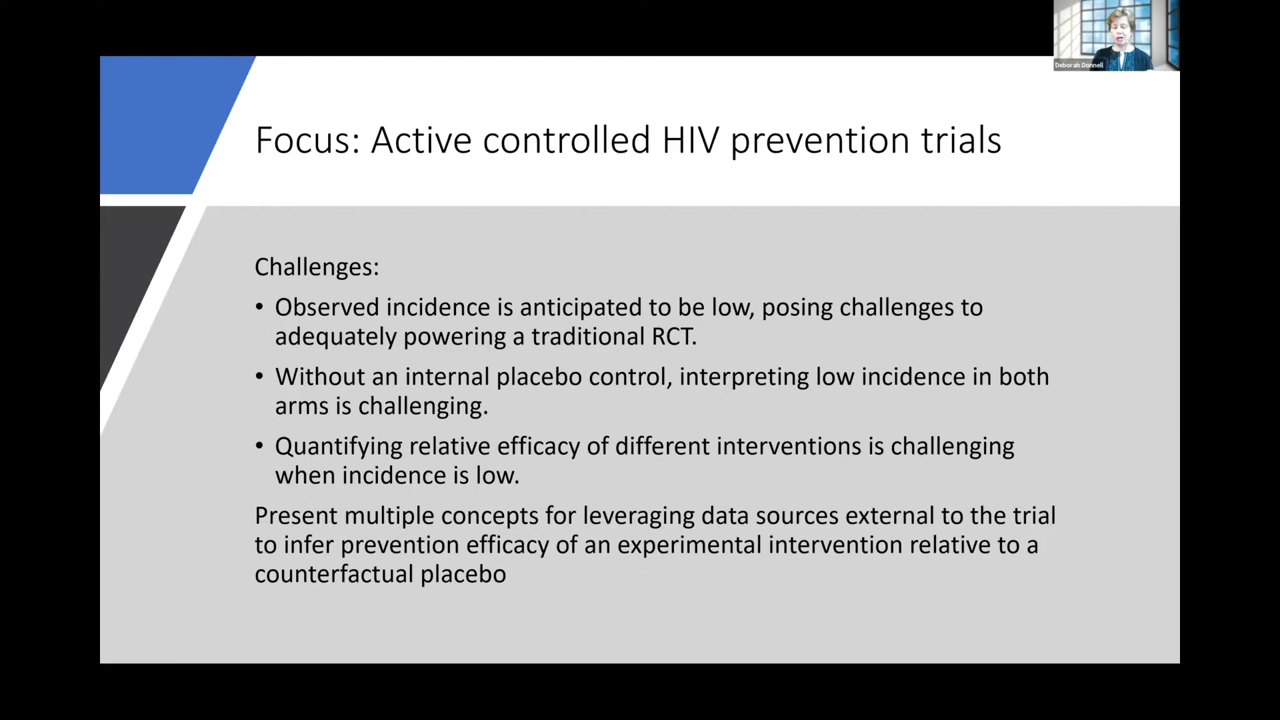 Deborah Donnell
Focus: Active controlled HIV prevention trials
Challenges:
• Observed incidence is anticipated to be low, posing challenges to
adequately powering a traditional RCT.
• Without an internal placebo control, interpreting low incidence in both
arms is challenging.
• Quantifying relative efficacy of different interventions is challenging
when incidence is low.
Present multiple concepts for leveraging data sources external to the trial
to infer prevention efficacy of an experimental intervention relative to a
counterfactual placebo